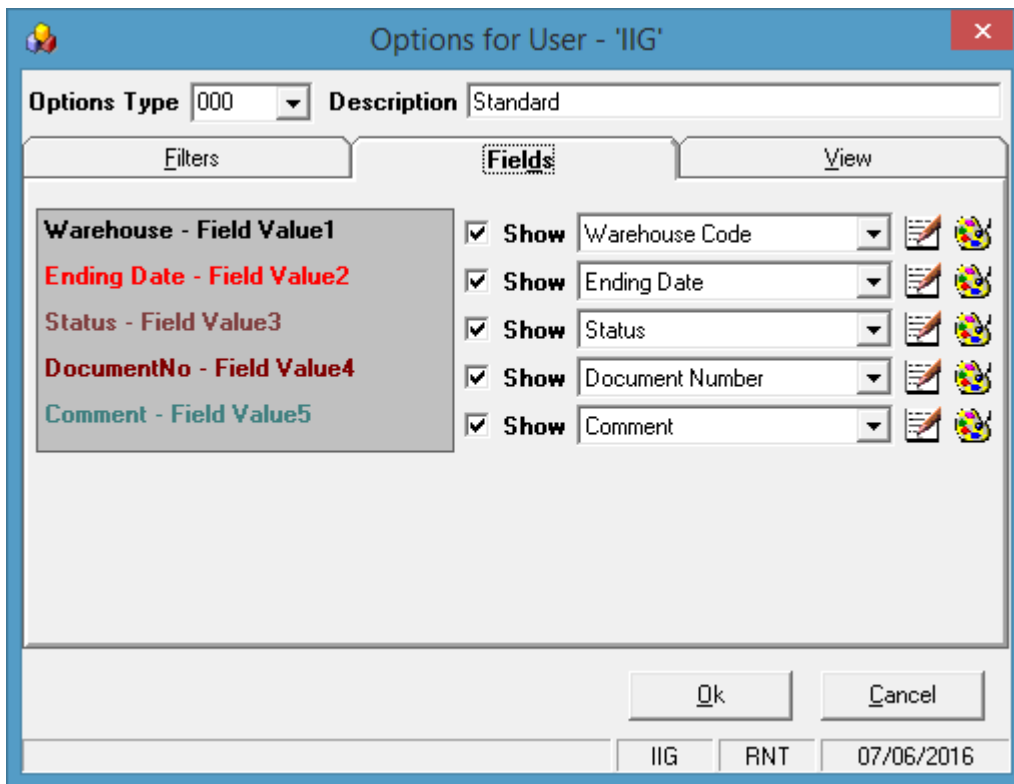 Options for User - 'IIG'
Options Type 000 Description Standard
Filters Fields View
Warehouse - Field Value1 Show Warehouse Code
Ending Date - Field Value2 Show Ending Date
Status - Field Value3 Show Status
DocumentNo - Field Value4 Show Document Number
Comment - Field Value5 Show Comment
Ok Cancel
IIG RNT 07/06/2016